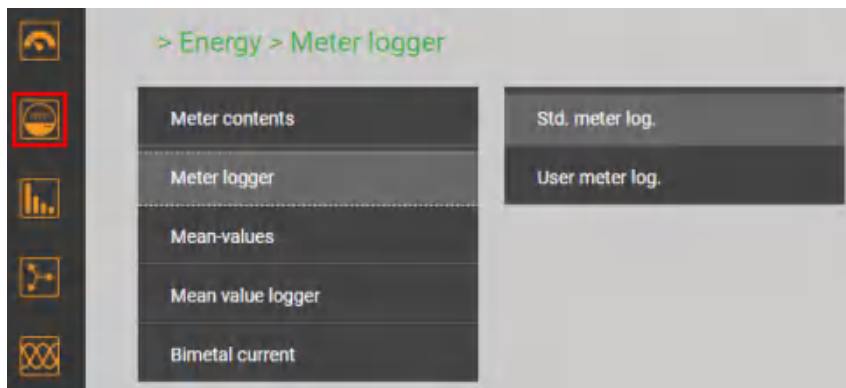 > Energy > Meter logger
Meter contents
Meter logger
Mean-values
Mean value logger
Bimetal current
Std. meter log.
User meter log.